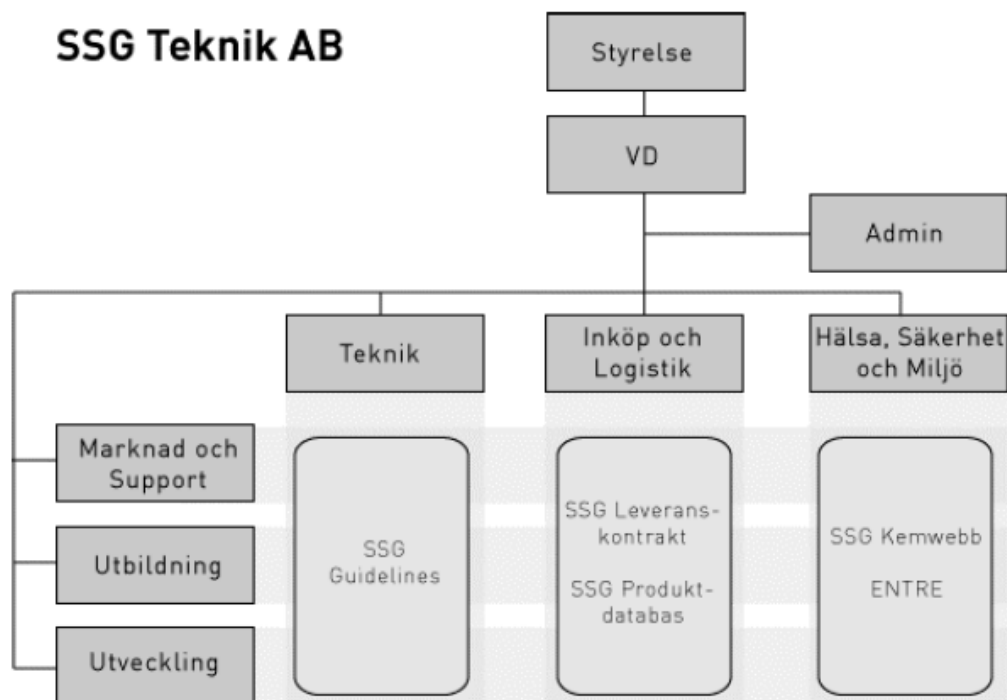 SSG Teknik AB
Styrelse
VD
Admin
Teknik
Inköp och
Logistik
Hälsa, Säkerhet
och Miljö
Marknad och
Support
Utbildning
Utveckling
SSG
Guidelines
SSG Leverans-
kontrakt
SSG Produkt-
databas
SSG Kemwebb
ENTRE